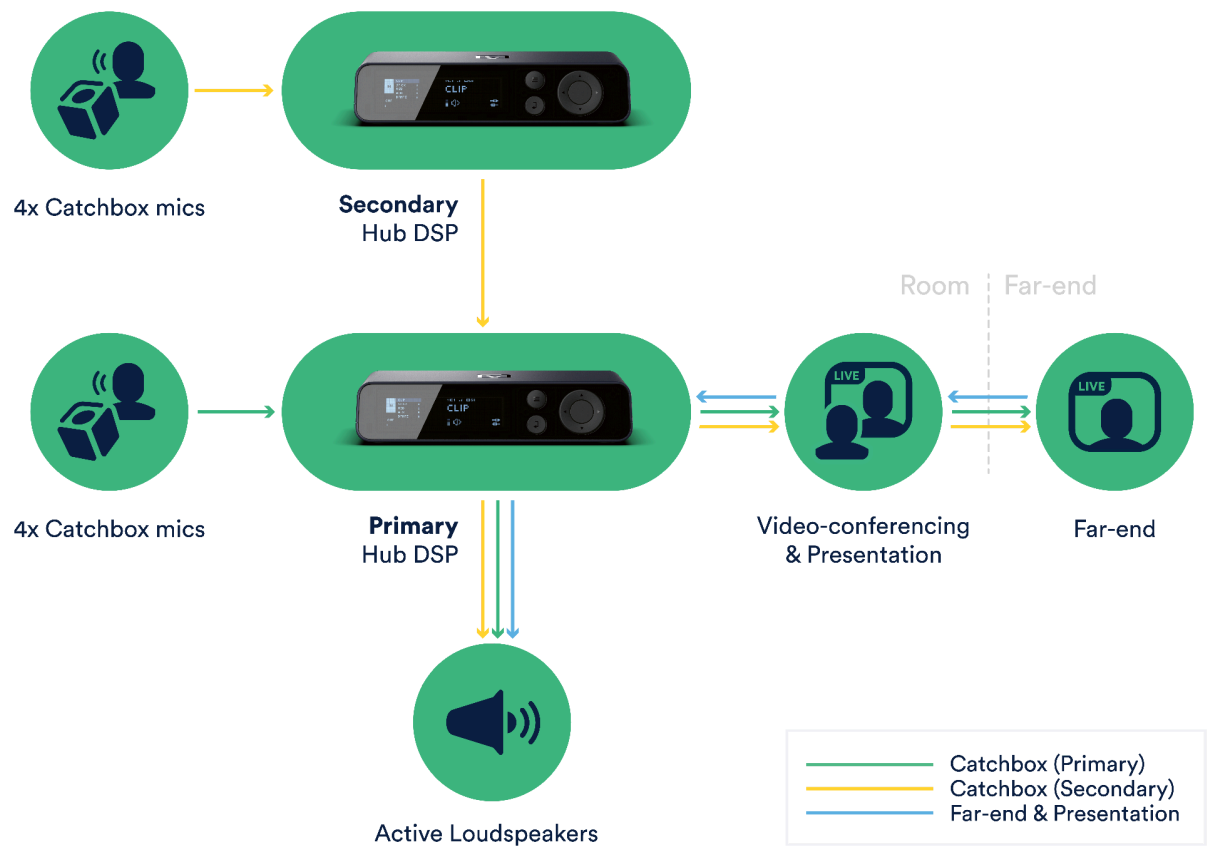 4x Catchbox mics
CLIP
Secondary
Hub DSP
Room
Far-end
4x Catchbox mics
CLIP
LIVE
LIVE
Primary
Hub DSP
Video-conferencing
& Presentation
Far-end
Active Loudspeakers
Catchbox (Primary)
Catchbox (Secondary)
Far-end & Presentation